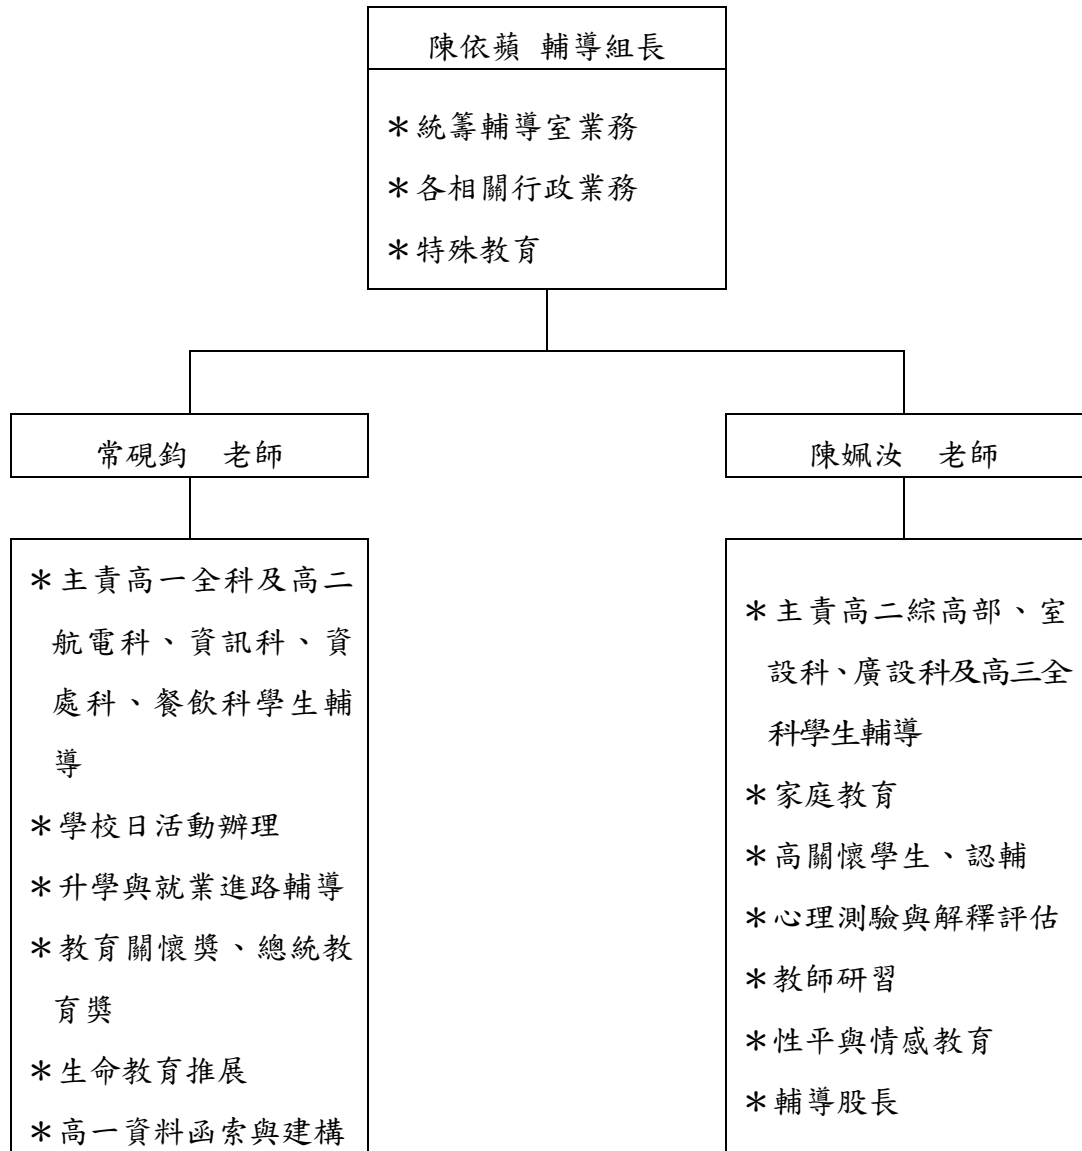 陳依蘋 輔導組長
＊統籌輔導室業務
＊各相關行政業務
＊特殊教育
常硯鈞　老師
＊主責高一全科及高二
航電科、資訊科、資
處科、餐飲科學生輔
導
＊學校日活動辦理
＊升學與就業進路輔導
＊教育關懷獎、總統教
育獎
＊生命教育推展
＊高一資料函索與建構
陳姵汝　老師
＊主責高二綜高部、室
設科、廣設科及高三全
科學生輔導
＊家庭教育
＊高關懷學生、認輔
＊心理測驗與解釋評估
＊教師研習
＊性平與情感教育
＊輔導股長